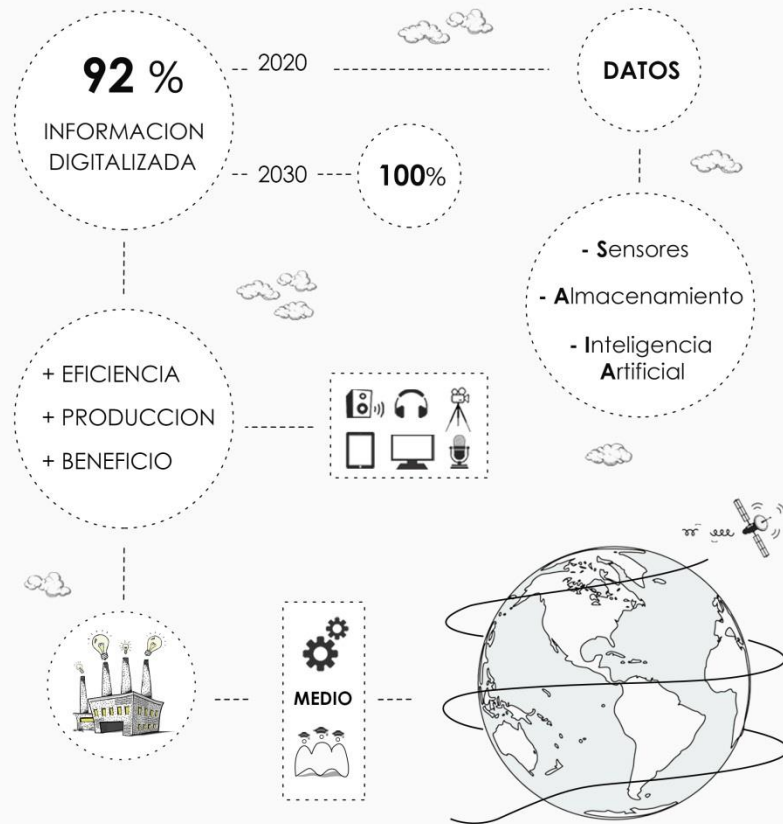 92 %
INFORMACION
DIGITALIZADA
2020
DATOS
2030
100%
- Sensores
- Almacenamiento
- Inteligencia
Artificial
+ EFICIENCIA
+ PRODUCCION
+ BENEFICIO
MEDIO